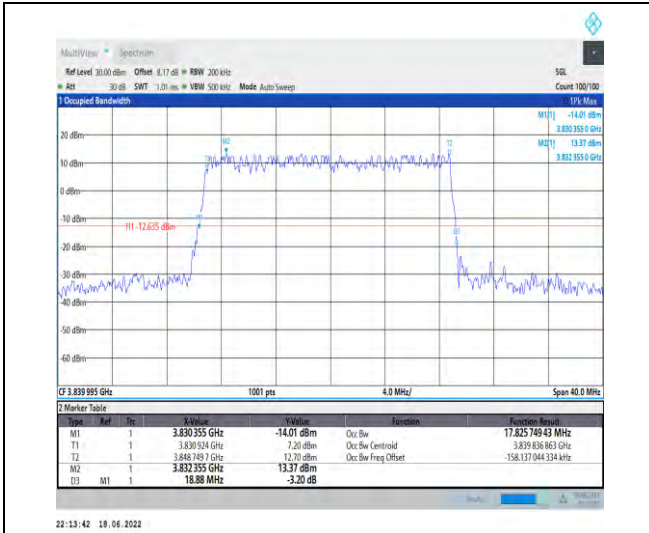 MultiView Spectrum
Ref Level 30.00 dBm Offset 8.17 dB RBW 200 kHz SGL
Att 30 dB SWT 1.01 ms VBW 500 kHz Mode Auto Sweep Count 100/100
1 Occupied Bandwidth 1Pk Max
M1[1] -14.01 dBm
3.830 355 0 GHz
M2[1] 13.37 dBm
3.832 355 0 GHz
M2
T2
20 dBm
10 dBm
0 dBm
-10 dBm
H1 -12.635 dBm
-20 dBm
-30 dBm
-40 dBm
-50 dBm
-60 dBm
CF 3.839 995 GHz 1001 pts 4.0 MHz/ Span 40.0 MHz
2 Marker Table
Type Ref Trc X-Value Y-Value Function Function Result
M1 1 3.830 355 GHz -14.01 dBm Occ Bw 17.825 749 43 MHz
T1 1 3.830 924 GHz 7.20 dBm Occ Bw Centroid 3.839 836 863 GHz
T2 1 3.848 749 7 GHz 12.70 dBm Occ Bw Freq Offset -158.137 044 334 kHz
M2 1 3.832 355 GHz 13.37 dBm
D3 M1 1 18.88 MHz -3.20 dB
22:13:42 18.06.2022